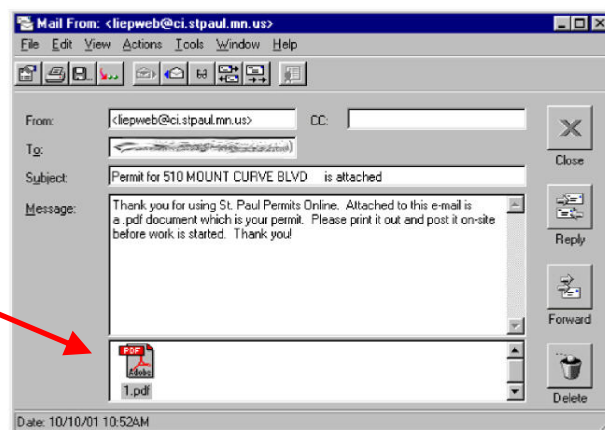 Mail From: <liepweb@ci.stpaul.mn.us>
File Edit View Actions Tools Window Help
From: <liepweb@ci.stpaul.mn.us> CC:
To:
Subject: Permit for 510 MOUNT CURVE BLVD is attached
Message: Thank you for using St. Paul Permits Online. Attached to this e-mail is
a .pdf document which is your permit. Please print it out and post it on-site
before work is started. Thank you!
Close
Reply
Forward
Delete
PDF
Adobe
1.pdf
Date: 10/10/01 10:52AM